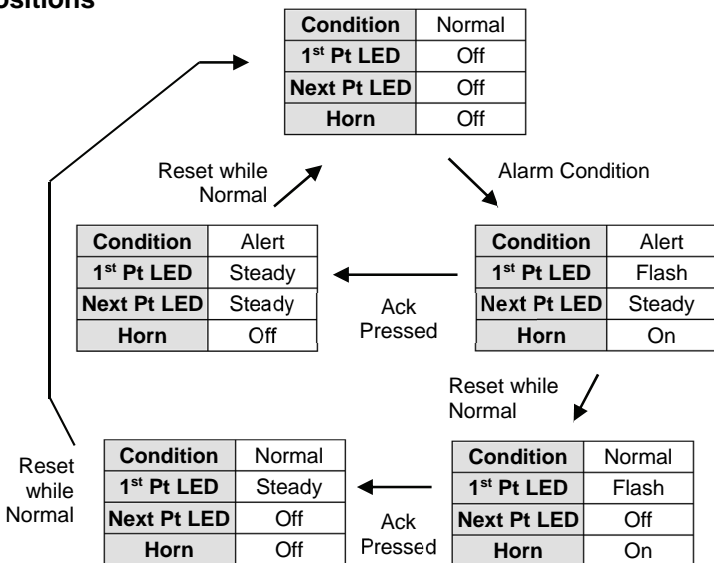 Condition Normal
1st Pt LED Off
Next Pt LED Off
Horn Off
Reset while
Normal
Alarm Condition
Condition Alert
1st Pt LED Steady
Next Pt LED Steady
Horn Off
Ack
Pressed
Condition Alert
1st Pt LED Flash
Next Pt LED Steady
Horn On
Reset while
Normal
Reset
while
Normal
Condition Normal
1st Pt LED Steady
Next Pt LED Off
Horn Off
Ack
Pressed
Condition Normal
1st Pt LED Flash
Next Pt LED Off
Horn On